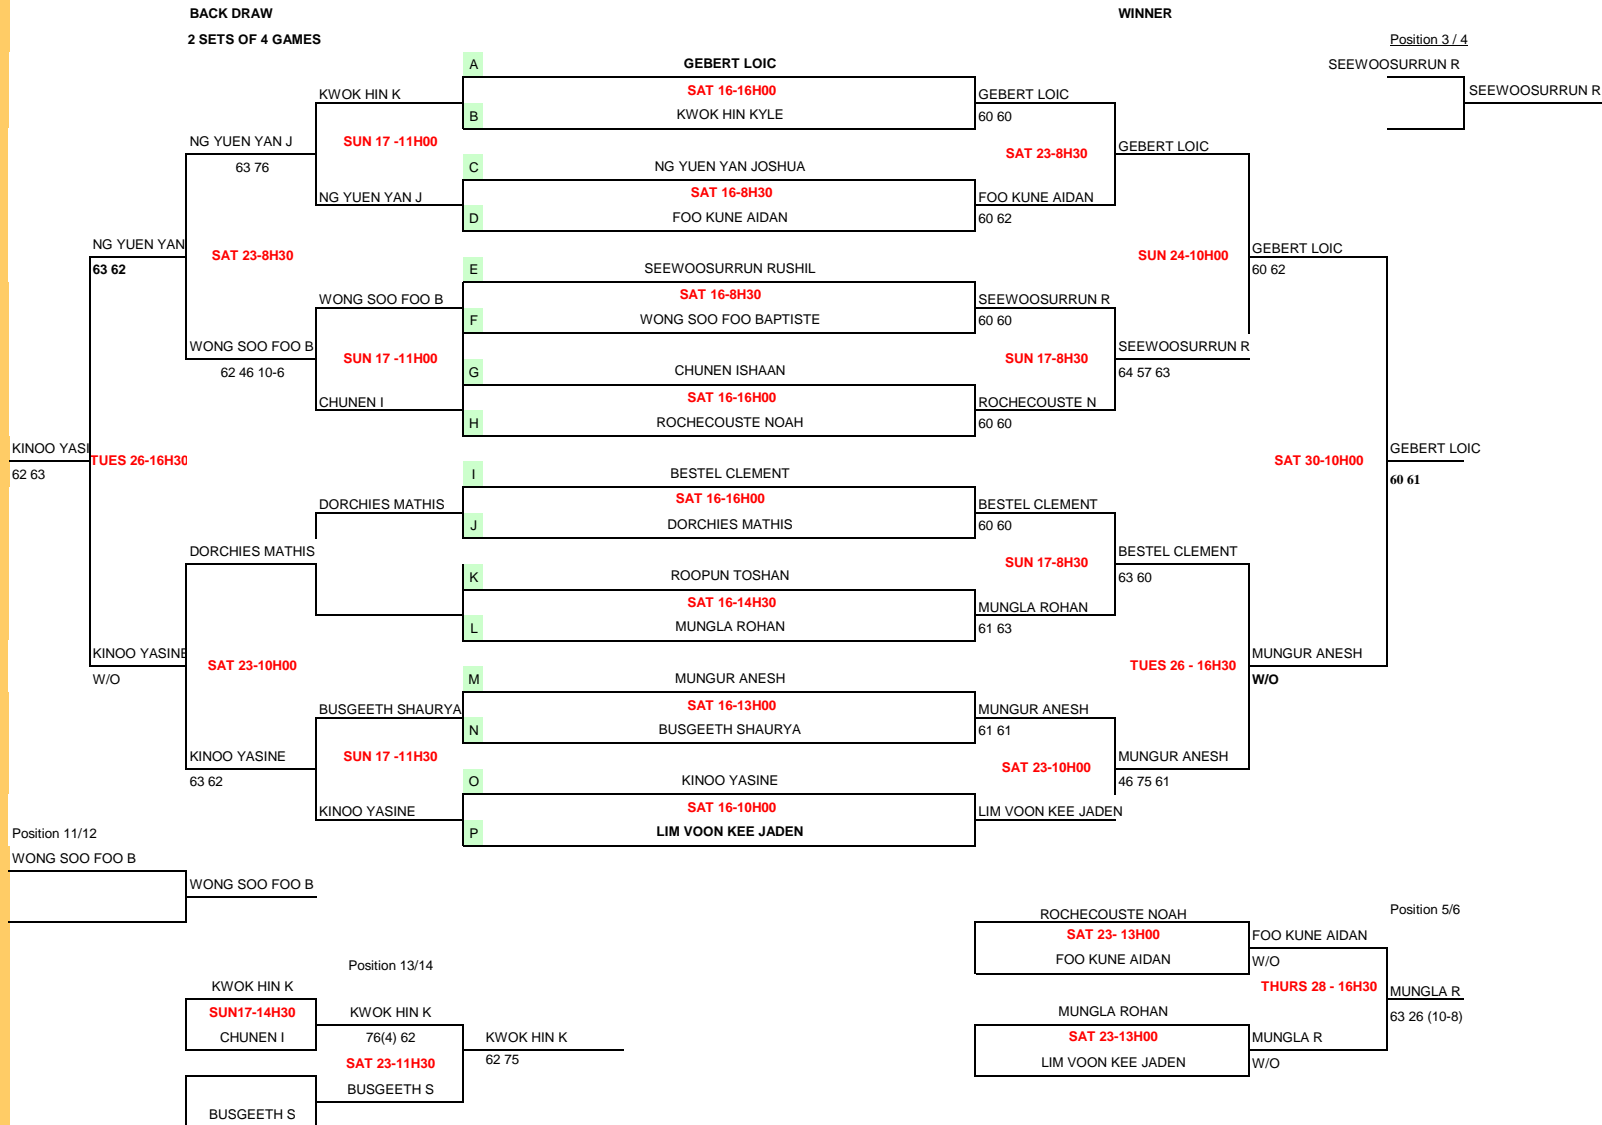 BACK DRAW
WINNER
2 SETS OF 4 GAMES
Position 3 / 4
A
GEBERT LOIC
SEEWOOSURRUN R
KWOK HIN K
SAT 16-16H00
GEBERT LOIC
SEEWOOSURRUN R
B
KWOK HIN KYLE
60 60
NG YUEN YAN J
SUN 17 -11H00
SAT 23-8H30
GEBERT LOIC
63 76
C
NG YUEN YAN JOSHUA
NG YUEN YAN J
SAT 16-8H30
FOO KUNE AIDAN
D
FOO KUNE AIDAN
60 62
NG YUEN YAN
SAT 23-8H30
SUN 24-10H00
GEBERT LOIC
63 62
E
SEEWOOSURRUN RUSHIL
60 62
WONG SOO FOO B
SAT 16-8H30
SEEWOOSURRUN R
F
WONG SOO FOO BAPTISTE
60 60
WONG SOO FOO B
SUN 17 -11H00
SUN 17-8H30
SEEWOOSURRUN R
62 46 10-6
G
CHUNEN ISHAAN
64 57 63
CHUNEN I
SAT 16-16H00
ROCHECOUSTE N
H
ROCHECOUSTE NOAH
60 60
KINOO YASI
TUES 26-16H30
SAT 30-10H00
GEBERT LOIC
62 63
I
BESTEL CLEMENT
60 61
DORCHIES MATHIS
SAT 16-16H00
BESTEL CLEMENT
J
DORCHIES MATHIS
60 60
DORCHIES MATHIS
SUN 17-8H30
BESTEL CLEMENT
K
ROOPUN TOSHAN
63 60
SAT 16-14H30
MUNGLA ROHAN
L
MUNGLA ROHAN
61 63
KINOO YASINE
SAT 23-10H00
TUES 26 - 16H30
MUNGUR ANESH
W/O
M
MUNGUR ANESH
W/O
BUSGEETH SHAURYA
SAT 16-13H00
MUNGUR ANESH
N
BUSGEETH SHAURYA
61 61
KINOO YASINE
SUN 17 -11H30
SAT 23-10H00
MUNGUR ANESH
63 62
O
KINOO YASINE
46 75 61
KINOO YASINE
SAT 16-10H00
LIM VOON KEE JADEN
Position 11/12
P
LIM VOON KEE JADEN
WONG SOO FOO B
WONG SOO FOO B
ROCHECOUSTE NOAH
Position 5/6
SAT 23- 13H00
FOO KUNE AIDAN
Position 13/14
FOO KUNE AIDAN
W/O
KWOK HIN K
THURS 28 - 16H30
MUNGLA R
SUN17-14H30
KWOK HIN K
MUNGLA ROHAN
63 26 (10-8)
CHUNEN I
76(4) 62
KWOK HIN K
SAT 23-13H00
MUNGLA R
SAT 23-11H30
62 75
LIM VOON KEE JADEN
W/O
BUSGEETH S
BUSGEETH S